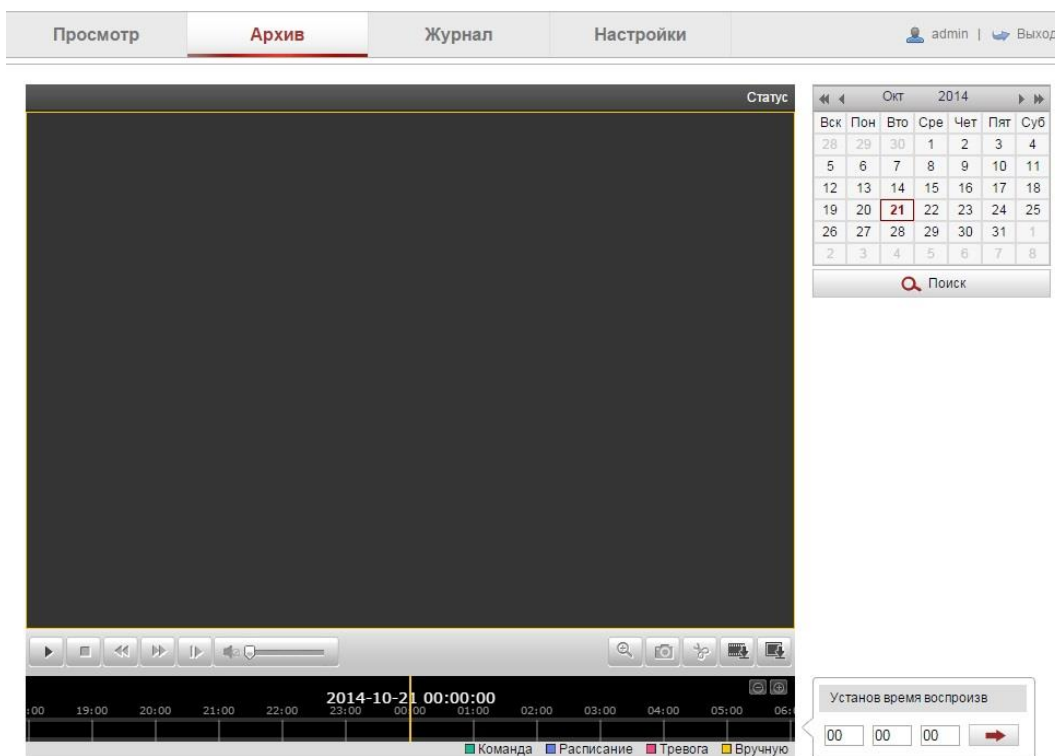 Просмотр Архив Журнал Настройки admin | Выход
Статус
Окт 2014
Вск Пон Вто Сре Чет Пят Суб
28 29 30 1 2 3 4
5 6 7 8 9 10 11
12 13 14 15 16 17 18
19 20 21 22 23 24 25
26 27 28 29 30 31 1
2 3 4 5 6 7 8
Поиск
2014-10-21 00:00:00
:00 19:00 20:00 21:00 22:00 23:00 00:00 01:00 02:00 03:00 04:00 05:00 06:
Команда Расписание Тревога Вручную
Установ время воспроизв
00 00 00